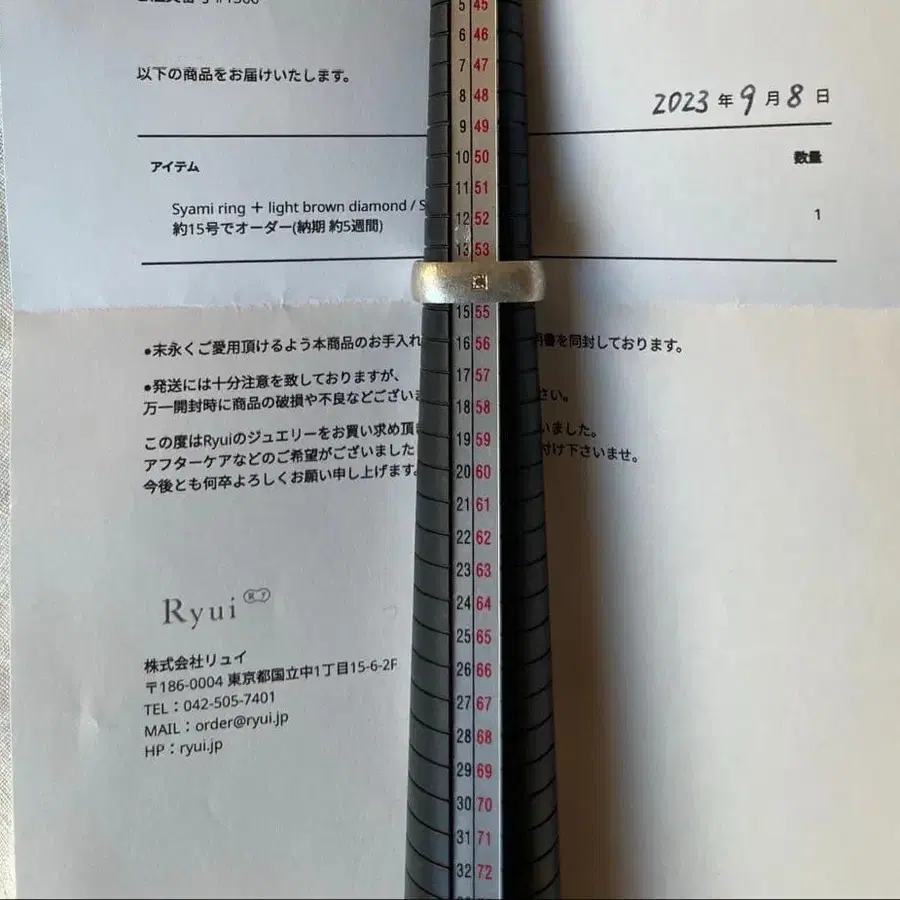 以下の商品をお届けいたします。
2023年9月8日
アイテム
数量
Syami ring + light brown diamond / S
約15号でオーダー(納期 約5週間)
1
●末永くご愛用頂けるよう本商品のお手入れ
書を同封しております。
●発送には十分注意を致しておりますが、
万一開封時に商品の破損や不良などござい
さい。
この度はRyuiのジュエリーをお買い求め頂
いました。
アフターケアなどのご希望がございました
付け下さいませ。
今後とも何卒よろしくお願い申し上げます。
Ryui
R y
株式会社リュイ
〒186-0004 東京都国立中1丁目15-6-2F
TEL：042-505-7401
MAIL：order@ryui.jp
HP：ryui.jp
5 45
6 46
7 47
8 48
9 49
10 50
11 51
12 52
13 53
15 55
16 56
17 57
18 58
19 59
20 60
21 61
22 62
23 63
24 64
25 65
26 66
27 67
28 68
29 69
30 70
31 71
32 72